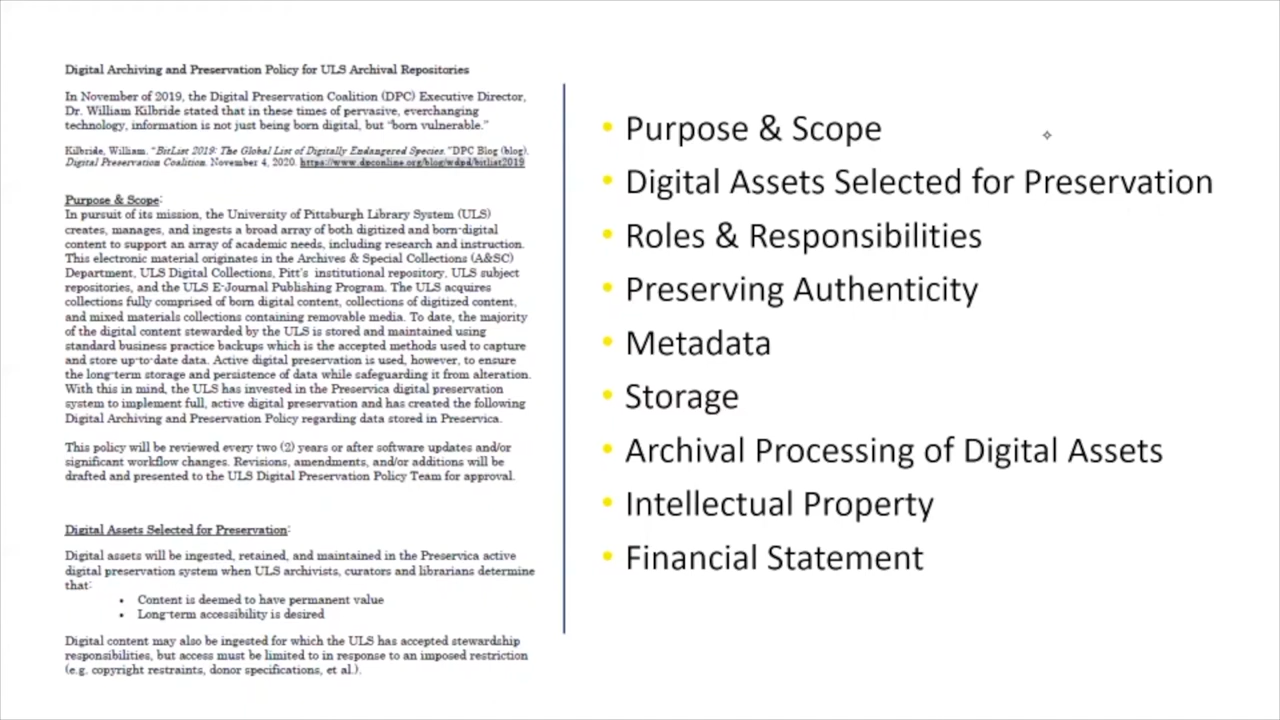 Digital Archiving and Preservation Policy for ULS Archival Repositories
In November of 2019, the Digital Preservation Coalition (DPC) Executive Director,
Dr. William Kilbride stated that in these times of pervasive, everchanging
technology, information is not just being born digital, but "born vulnerable."
Kilbride, William. "BitList 2019: The Global List of Digitally Endangered Species." DPC Blog (blog).
Digital Preservation Coalition. November 4, 2020. https://www.dpconline.org/blog/wdpd/bitlist2019
Purpose & Scope:
In pursuit of its mission, the University of Pittsburgh Library System (ULS)
creates, manages, and ingests a broad array of both digitized and born-digital
content to support an array of academic needs, including research and instruction.
This electronic material originates in the Archives & Special Collections (A&SC)
Department, ULS Digital Collections, Pitt's institutional repository, ULS subject
repositories, and the ULS E-Journal Publishing Program. The ULS acquires
collections fully comprised of born digital content, collections of digitized content,
and mixed materials collections containing removable media. To date, the majority
of the digital content stewarded by the ULS is stored and maintained using
standard business practice backups which is the accepted methods used to capture
and store up-to-date data. Active digital preservation is used, however, to ensure
the long-term storage and persistence of data while safeguarding it from alteration.
With this in mind, the ULS has invested in the Preservica digital preservation
system to implement full, active digital preservation and has created the following
Digital Archiving and Preservation Policy regarding data stored in Preservica.
This policy will be reviewed every two (2) years or after software updates and/or
significant workflow changes. Revisions, amendments, and/or additions will be
drafted and presented to the ULS Digital Preservation Policy Team for approval.
Digital Assets Selected for Preservation:
Digital assets will be ingested, retained, and maintained in the Preservica active
digital preservation system when ULS archivists, curators and librarians determine
that:
• Content is deemed to have permanent value
• Long-term accessibility is desired
Digital content may also be ingested for which the ULS has accepted stewardship
responsibilities, but access must be limited to in response to an imposed restriction
(e.g. copyright restraints, donor specifications, et al.).
• Purpose & Scope
• Digital Assets Selected for Preservation
• Roles & Responsibilities
• Preserving Authenticity
• Metadata
• Storage
• Archival Processing of Digital Assets
• Intellectual Property
• Financial Statement